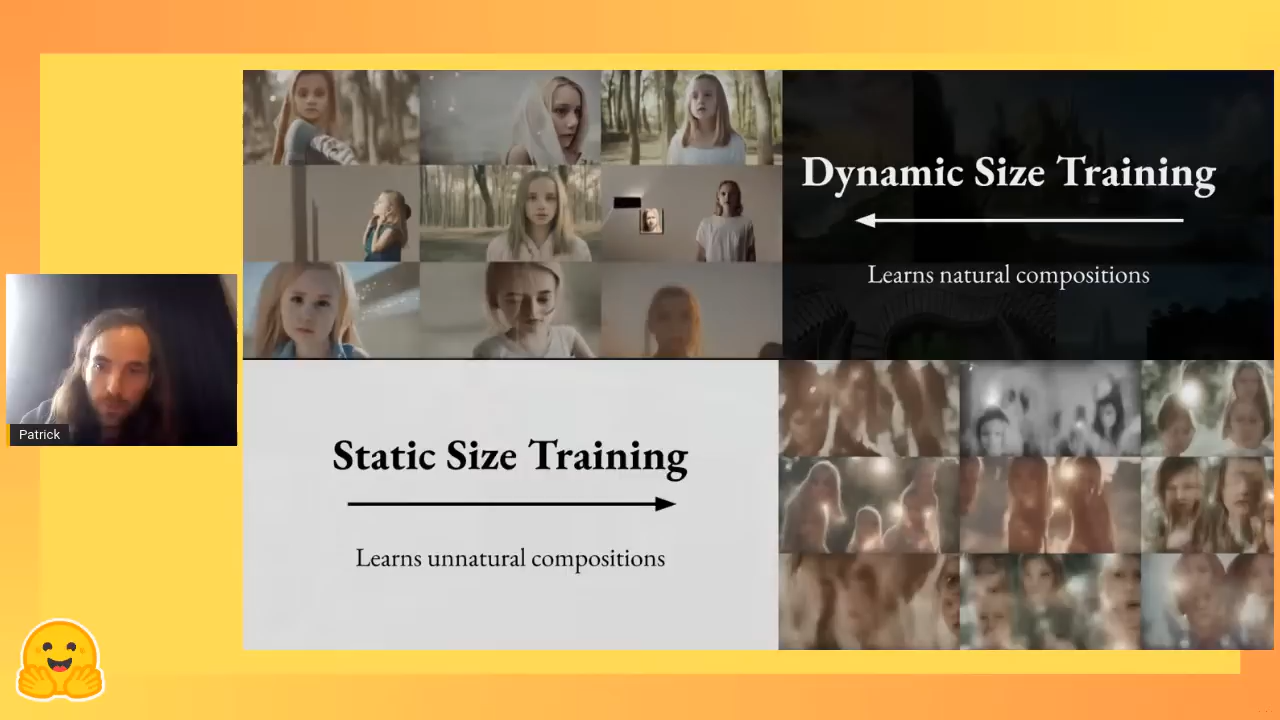 Dynamic Size Training
Learns natural compositions
Patrick
Static Size Training
Learns unnatural compositions